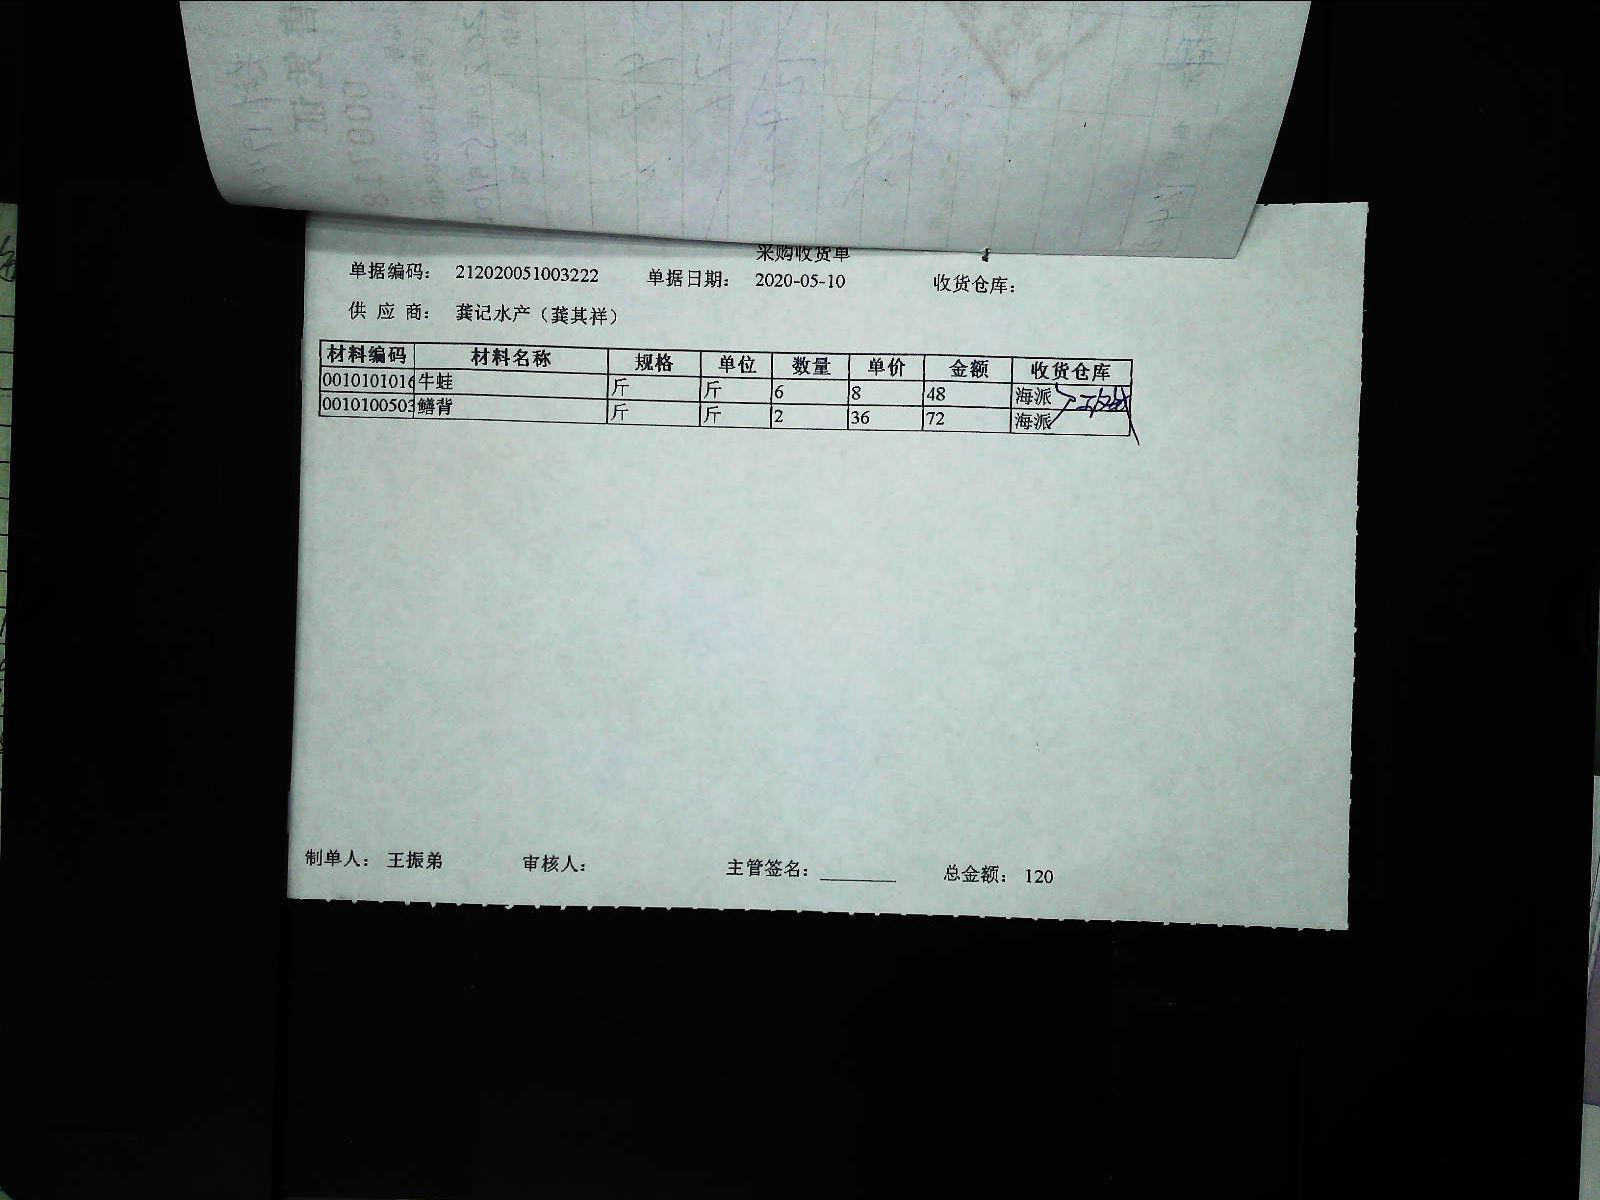 采购收货单
单据编码： 212020051003222 单据日期： 2020-05-10 收货仓库：
供 应 商： 龚记水产（龚其祥）
材料编码 材料名称 规格 单位 数量 单价 金额 收货仓库
0010101016 牛蛙 斤 斤 6 8 48 海派
0010100503 鳝背 斤 斤 2 36 72 海派
制单人： 王振弟 审核人： 主管签名： 总金额： 120